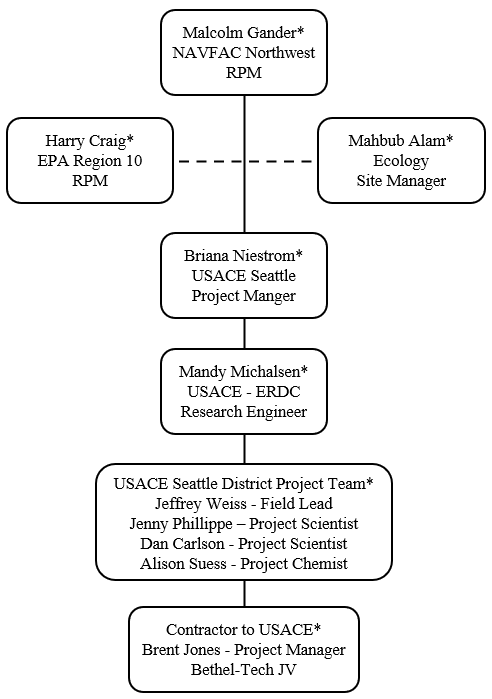 Malcolm Gander*
NAVFAC Northwest
RPM
Harry Craig*
EPA Region 10
RPM
Mahbub Alam*
Ecology
Site Manager
Briana Niestrom*
USACE Seattle
Project Manger
Mandy Michalsen*
USACE - ERDC
Research Engineer
USACE Seattle District Project Team*
Jeffrey Weiss - Field Lead
Jenny Phillippe – Project Scientist
Dan Carlson - Project Scientist
Alison Suess - Project Chemist
Contractor to USACE*
Brent Jones - Project Manager
Bethel-Tech JV